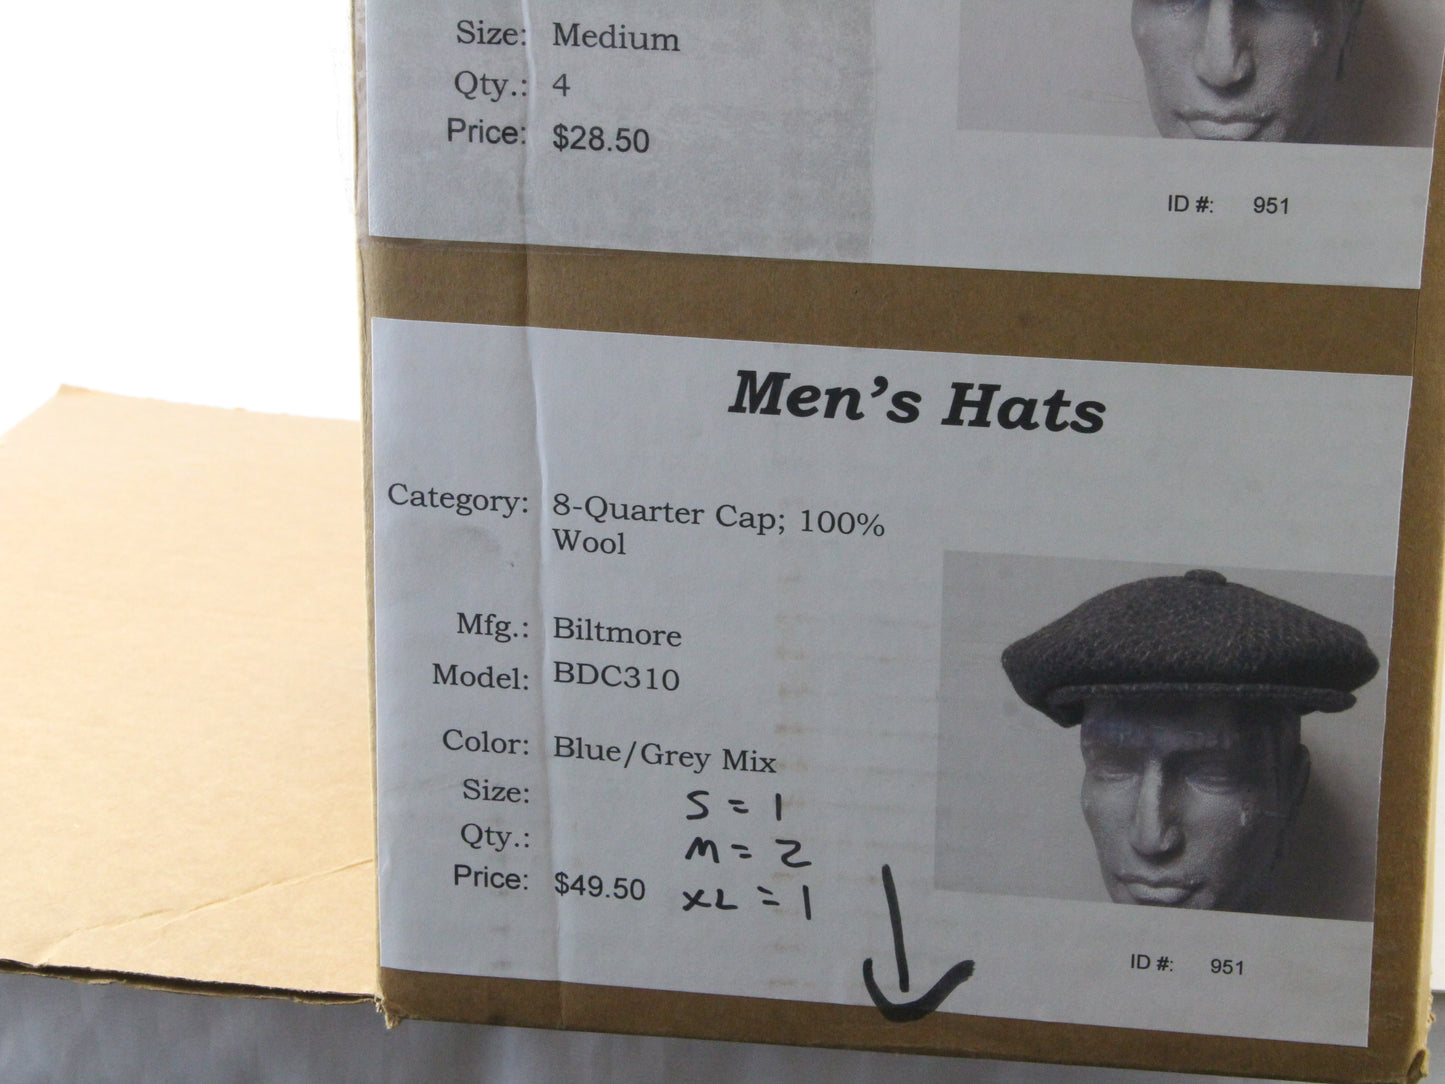 Size: Medium
Qty.: 4
Price: $28.50
ID #: 951
Men's Hats
Category: 8-Quarter Cap; 100%
Wool
Mfg.: Biltmore
Model: BDC310
Color: Blue/Grey Mix
Size: S = 1
Qty.: M = 2
Price: $49.50 XL = 1
ID #: 951